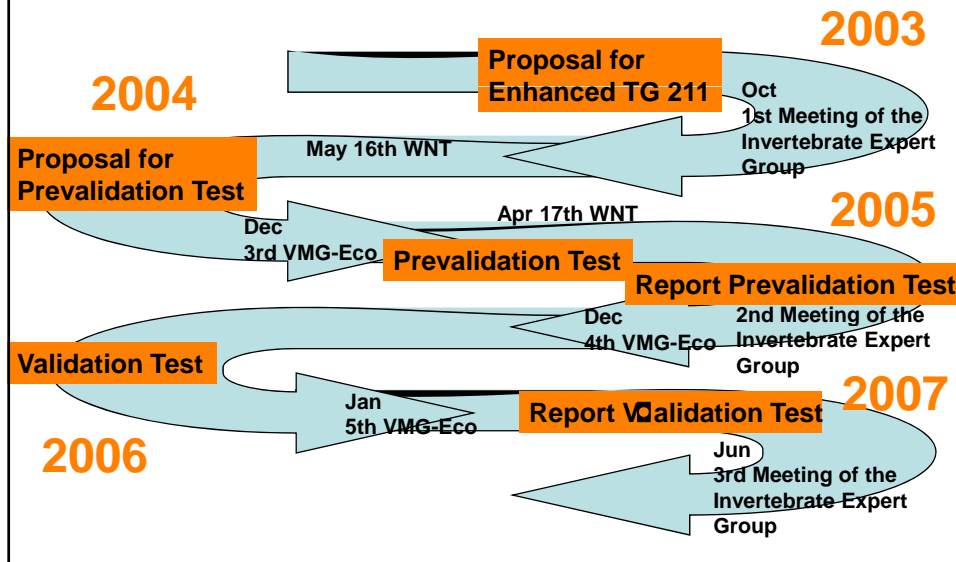 2003
Proposal for
Enhanced TG 211
Oct
1st Meeting of the
Invertebrate Expert
Group
2004
May 16th WNT
Proposal for
Prevalidation Test
Dec
3rd VMG-Eco
Apr 17th WNT
2005
Prevalidation Test
Report Prevalidation Test
2nd Meeting of the
Invertebrate Expert
Group
Dec
4th VMG-Eco
Validation Test
2006
Jan
5th VMG-Eco
Report Validation Test
2007
Jun
3rd Meeting of the
Invertebrate Expert
Group